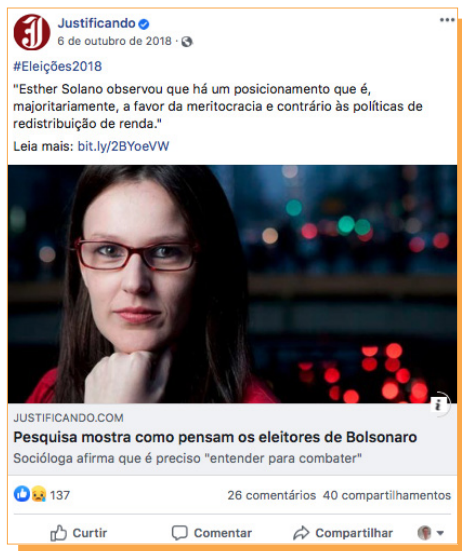 Justificando
6 de outubro de 2018 ·
#Eleições2018
"Esther Solano observou que há um posicionamento que é,
majoritariamente, a favor da meritocracia e contrário às políticas de
redistribuição de renda."
Leia mais: bit.ly/2BYoeVW
JUSTIFICANDO.COM
Pesquisa mostra como pensam os eleitores de Bolsonaro
Socióloga afirma que é preciso "entender para combater"
137
26 comentários 40 compartilhamentos
Curtir
Comentar
Compartilhar